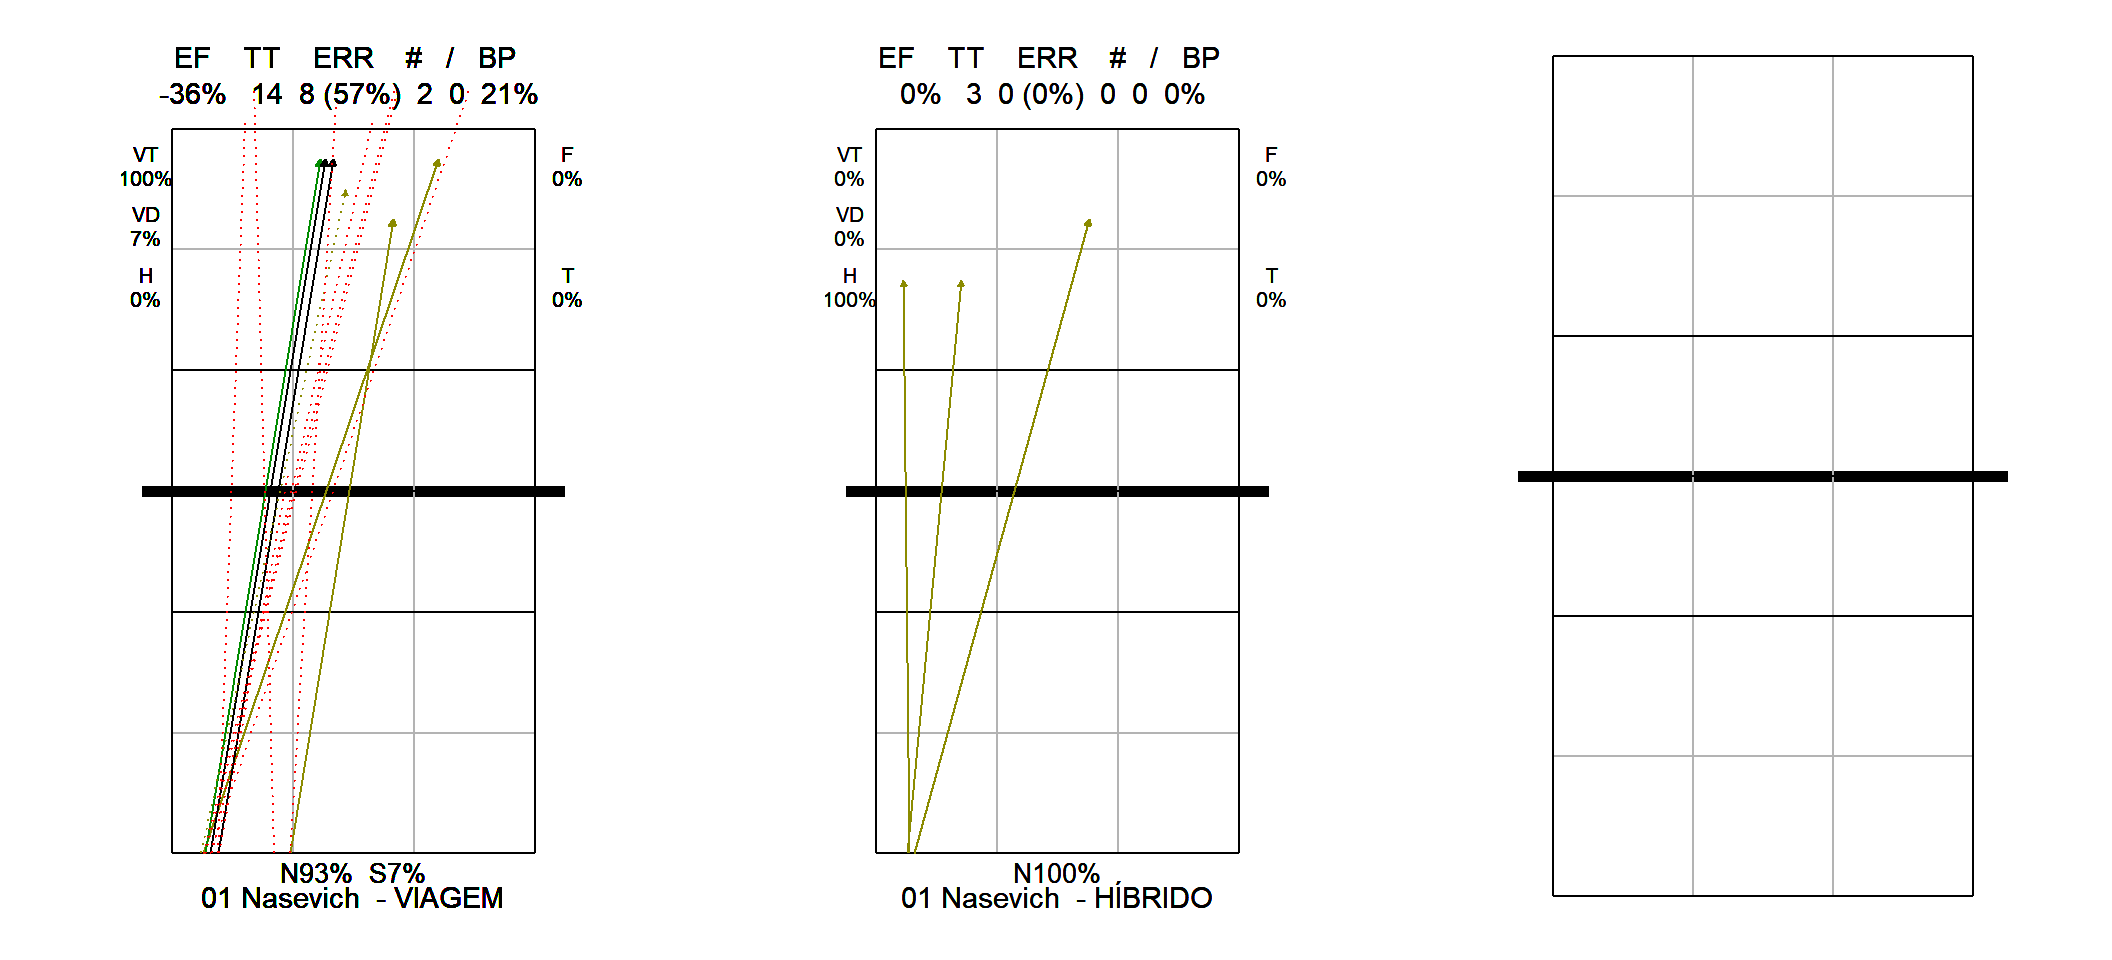 EF TT ERR # / BP
-36% 14 8 (57%) 2 0 21%
VT
100%
VD
7%
H
0%
F
0%
T
0%
N93% S7%
01 Nasevich - VIAGEM
EF TT ERR # / BP
0% 3 0 (0%) 0 0 0%
VT
0%
VD
0%
H
100%
F
0%
T
0%
N100%
01 Nasevich - HÍBRIDO